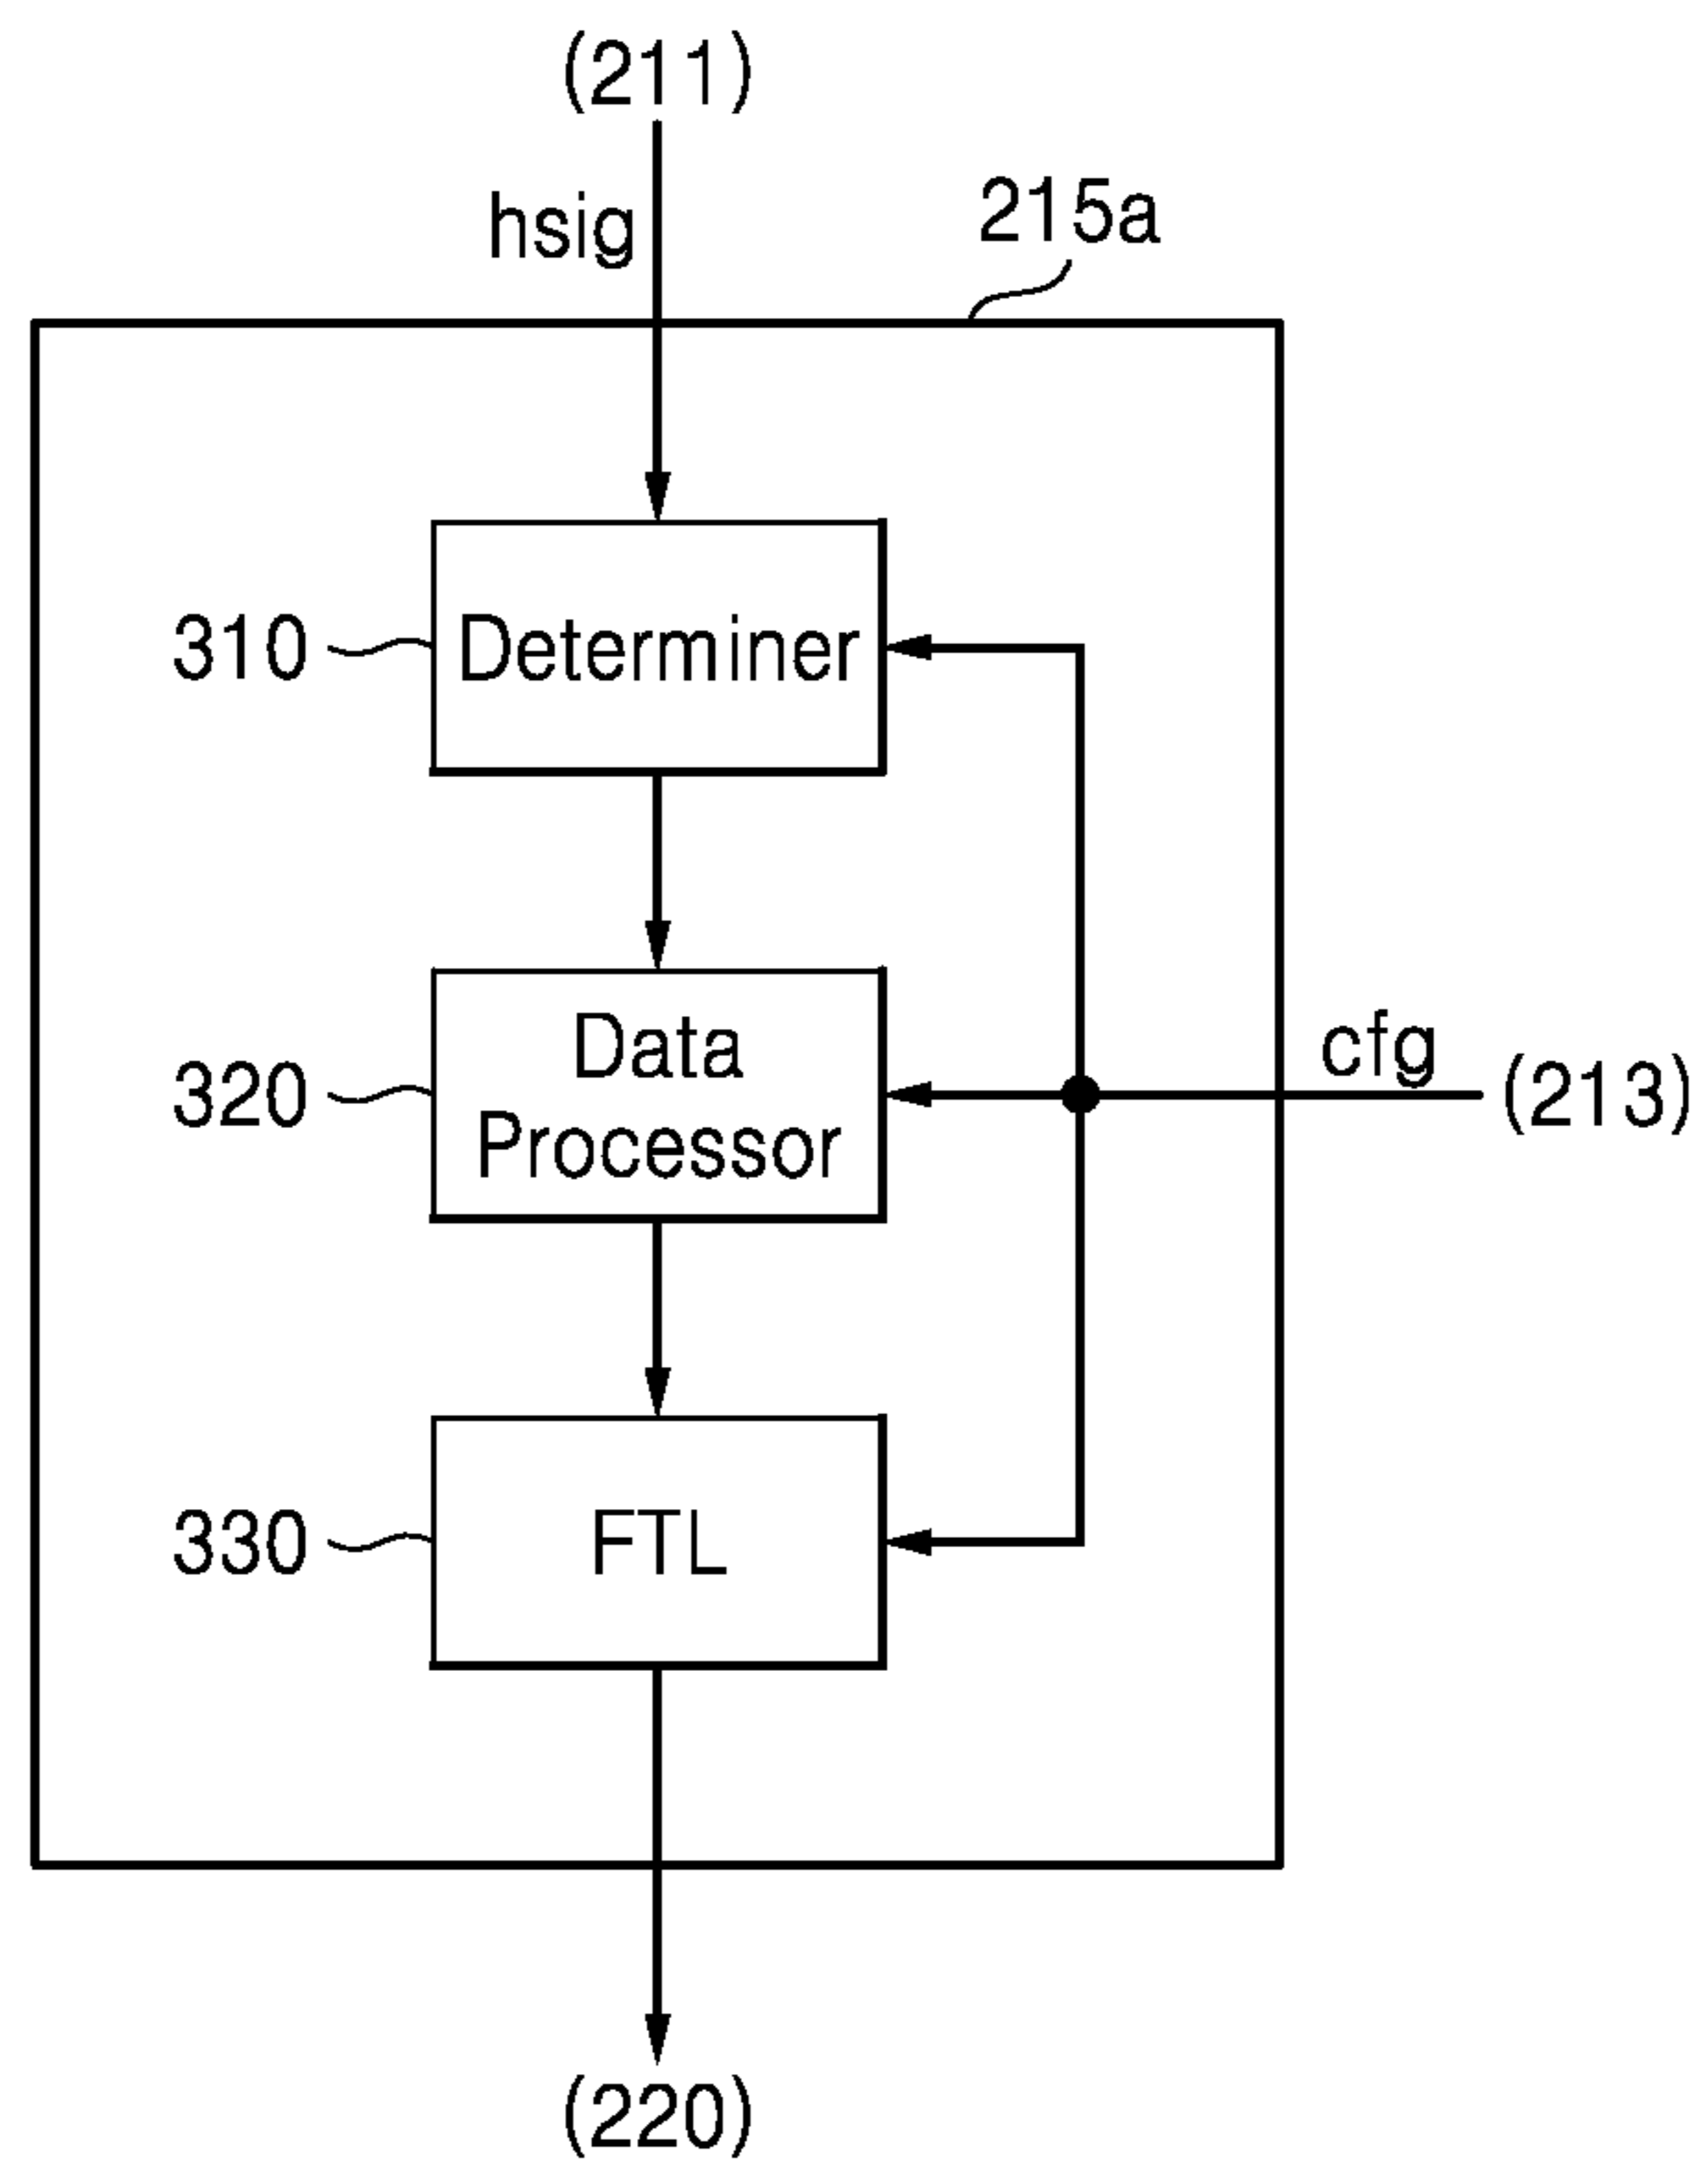 (211)
hsig
215a
310
Determiner
Data
Processor
320
cfg
(213)
330
FTL
(220)